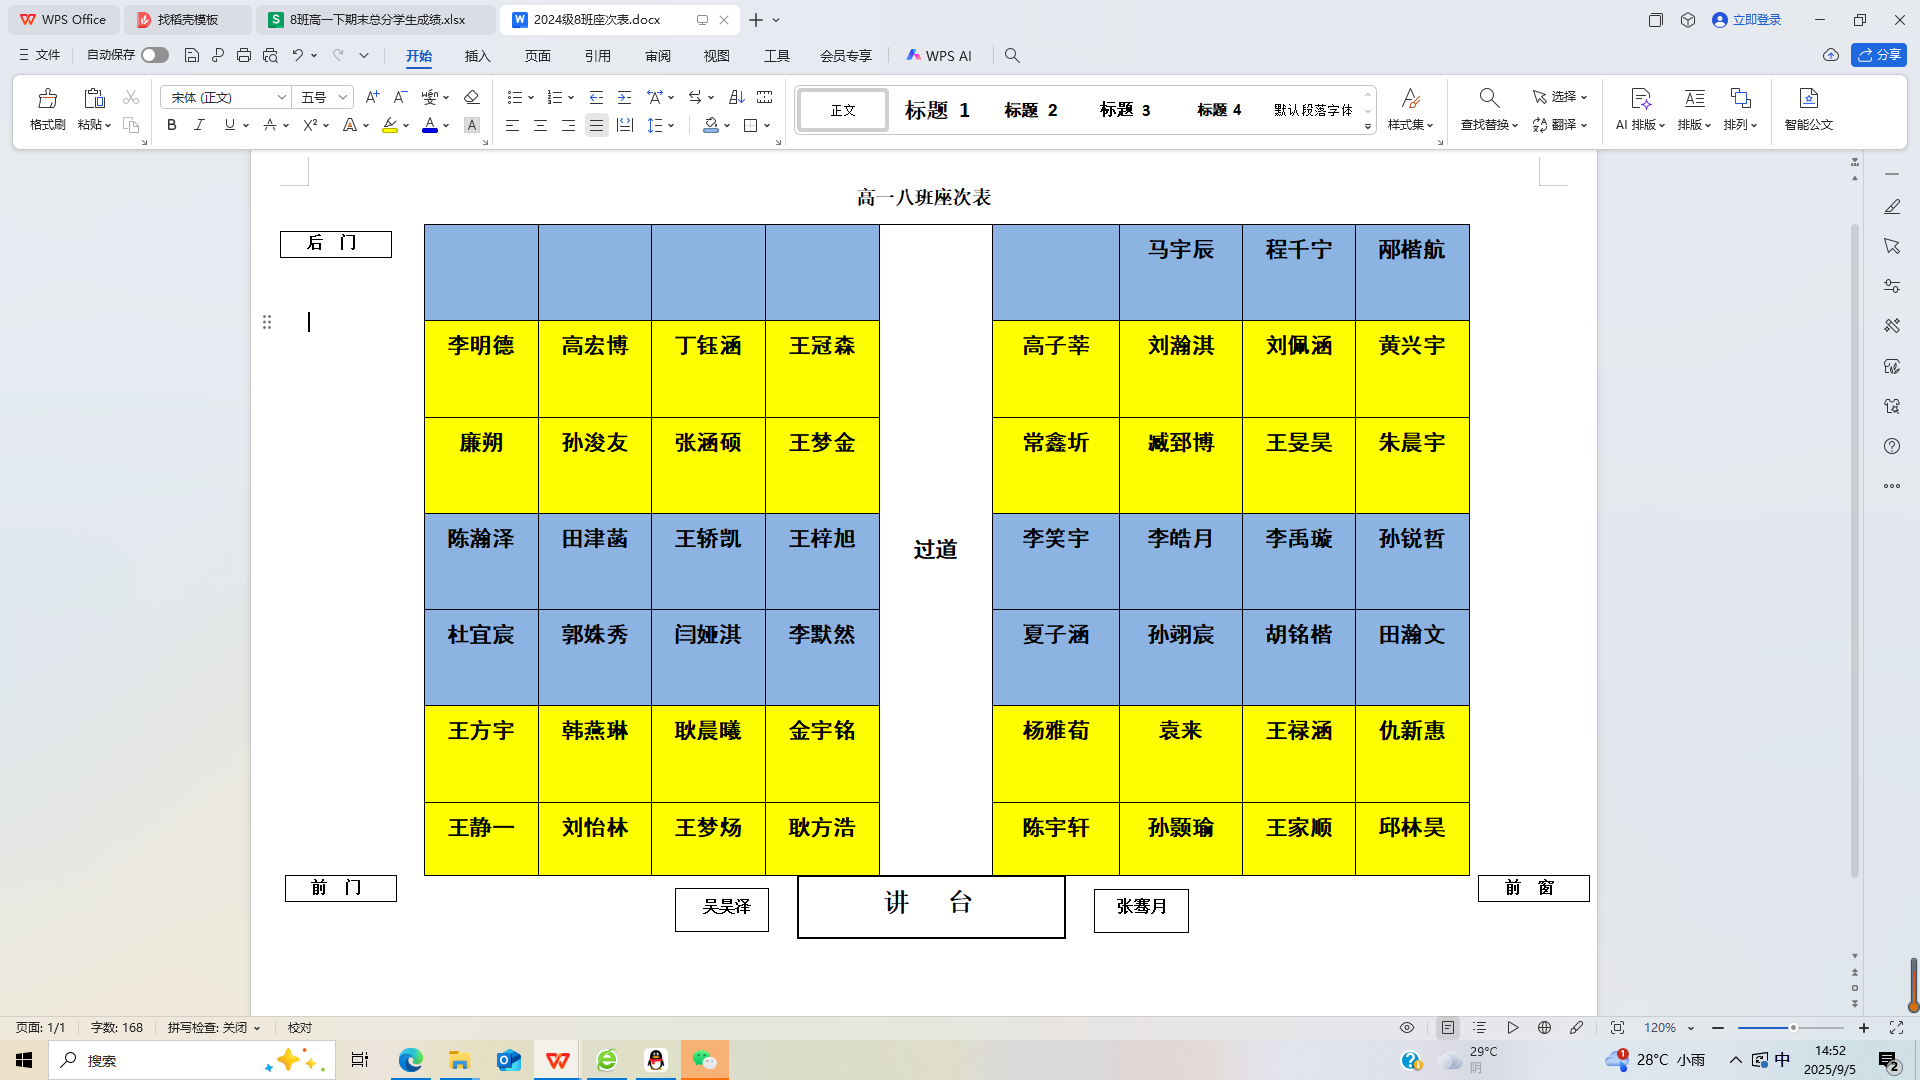 WPS Office 找稻壳模板 8班高一下期末总分学生成绩.xlsx 2024级8班座次表.docx 立即登录
文件 自动保存 开始 插入 页面 引用 审阅 视图 工具 会员专享 WPS AI 分享
宋体 (正文) 五号 正文 标题 1 标题 2 标题 3 标题 4 默认段落字体 选择
格式刷 粘贴 样式集 查找替换 翻译 AI 排版 排版 排列 智能公文
高一八班座次表
后 门
马宇辰 程千宁 邴楷航
李明德 高宏博 丁钰涵 王冠森 高子莘 刘瀚淇 刘佩涵 黄兴宇
廉朔 孙浚友 张涵硕 王梦金 常鑫圻 臧郅博 王旻昊 朱晨宇
陈瀚泽 田津菡 王轿凯 王梓旭 过道 李笑宇 李皓月 李禹璇 孙锐哲
杜宜宸 郭姝秀 闫娅淇 李默然 夏子涵 孙翊宸 胡铭楷 田瀚文
王方宇 韩燕琳 耿晨曦 金宇铭 杨雅荀 袁来 王禄涵 仇新惠
王静一 刘怡林 王梦炀 耿方浩 陈宇轩 孙颢瑜 王家顺 邱林昊
前 门 前 窗
吴昊泽 讲 台 张骞月
页面: 1/1 字数: 168 拼写检查: 关闭 校对 120%
搜索 29°C 阴 1 28°C 小雨 中 14:52 2025/9/5 2